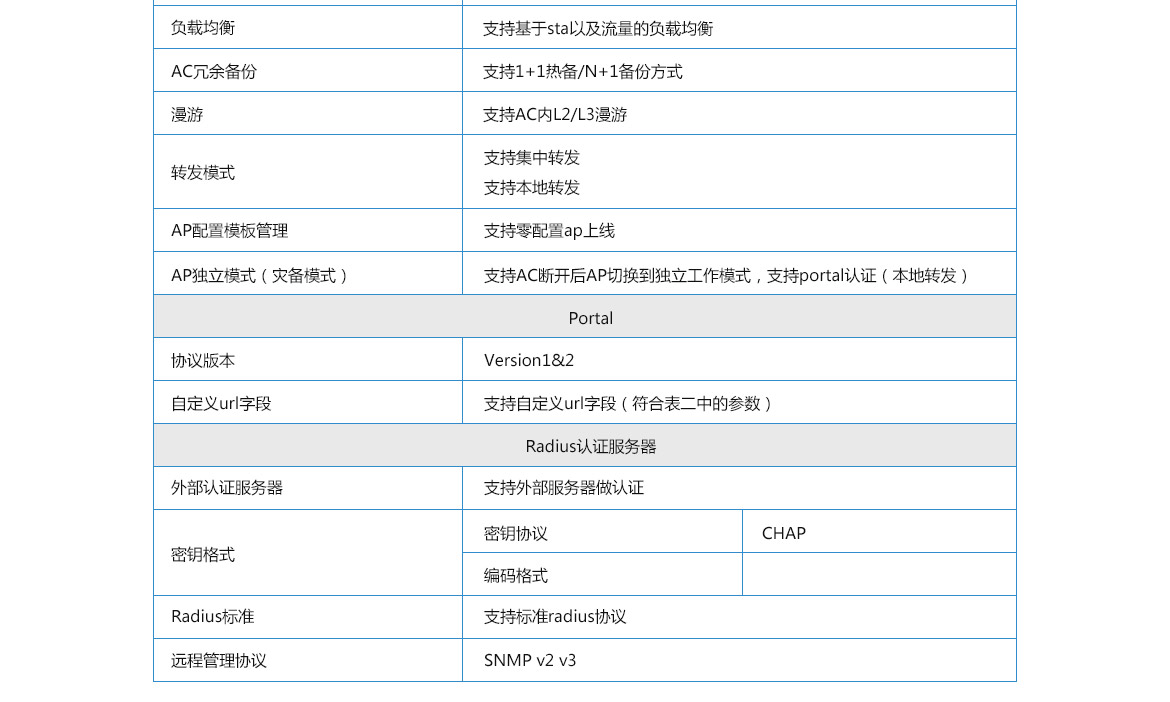 负载均衡
支持基于sta以及流量的负载均衡
AC冗余备份
支持1+1热备/N+1备份方式
漫游
支持AC内L2/L3漫游
转发模式
支持集中转发
支持本地转发
AP配置模板管理
支持零配置ap上线
AP独立模式（灾备模式）
支持AC断开后AP切换到独立工作模式，支持portal认证（本地转发）
Portal
协议版本
Version1&2
自定义url字段
支持自定义url字段（符合表二中的参数）
Radius认证服务器
外部认证服务器
支持外部服务器做认证
密钥格式
密钥协议
CHAP
编码格式
Radius标准
支持标准radius协议
远程管理协议
SNMP v2 v3